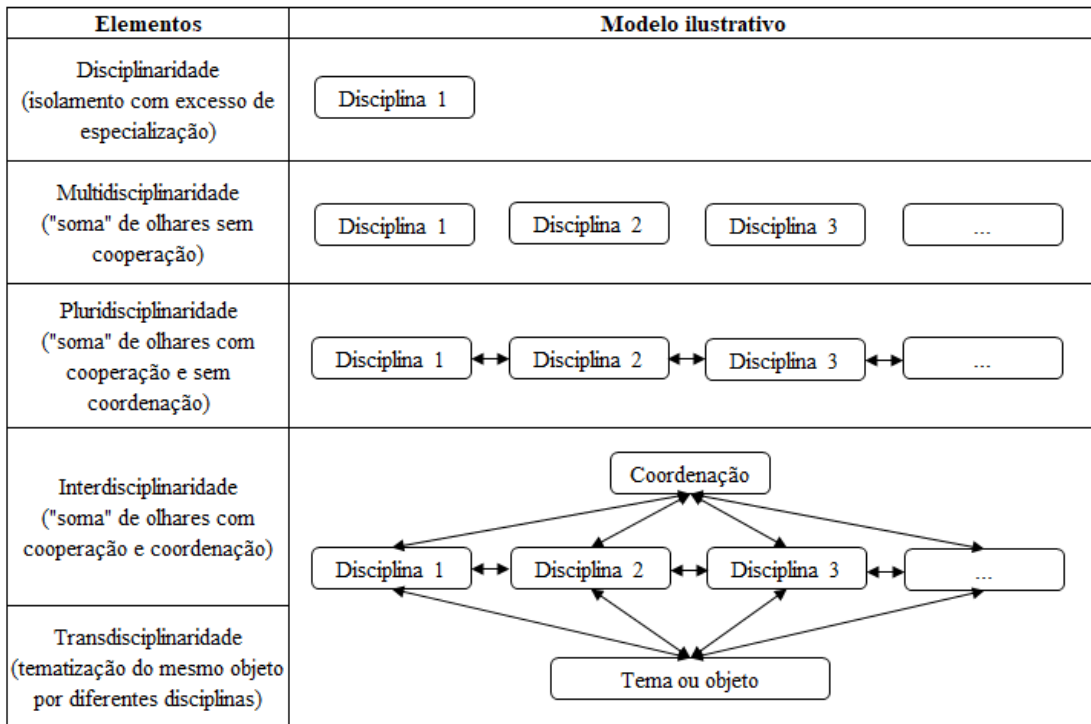 Elementos
Modelo ilustrativo
Disciplinaridade
(isolamento com excesso de
especialização)
Disciplina 1
Multidisciplinaridade
("soma" de olhares sem
cooperação)
Disciplina 1
Disciplina 2
Disciplina 3
...
Pluridisciplinaridade
("soma" de olhares com
cooperação e sem
coordenação)
Disciplina 1
Disciplina 2
Disciplina 3
...
Interdisciplinaridade
("soma" de olhares com
cooperação e coordenação)
Coordenação
Disciplina 1
Disciplina 2
Disciplina 3
...
Transdisciplinaridade
(tematização do mesmo objeto
por diferentes disciplinas)
Tema ou objeto